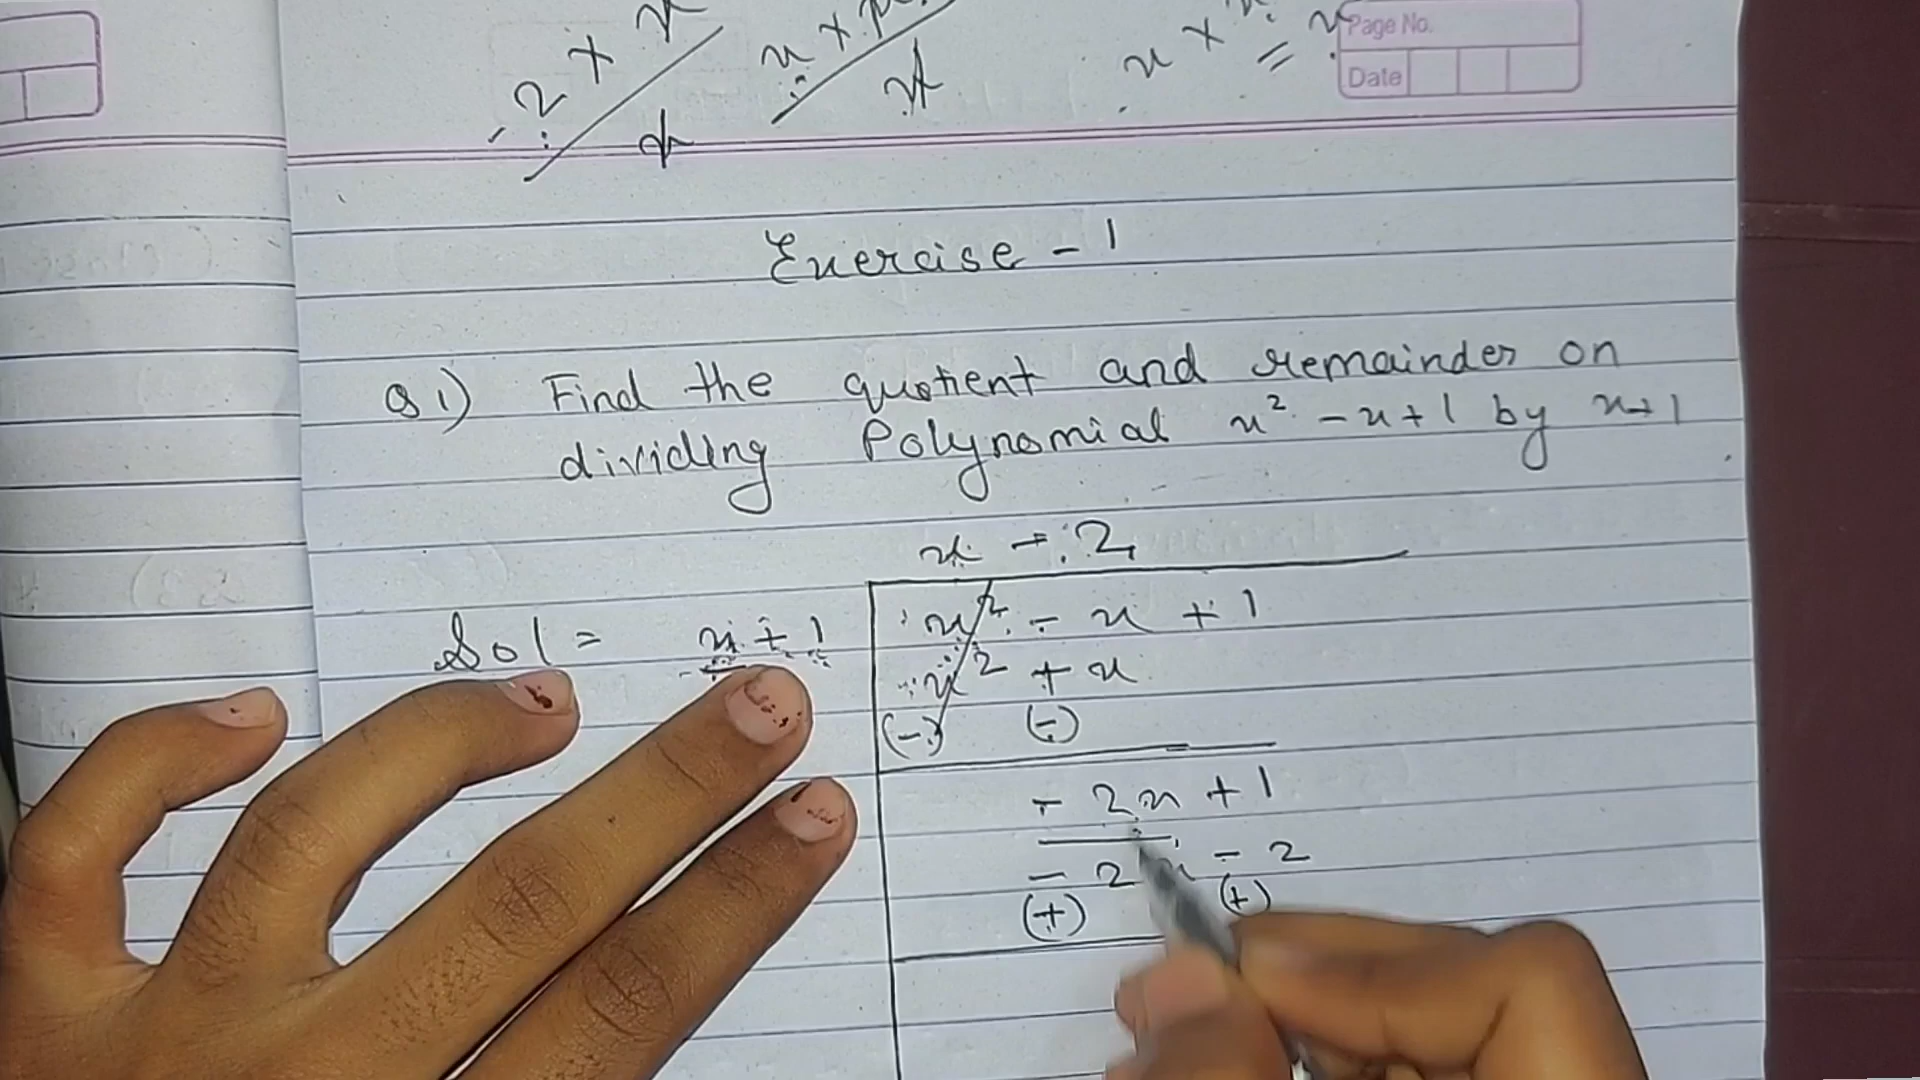 Page No.
Date
Exercise - 1
Q1) Find the quotient and remainder on
dividing Polynomial x² - x + 1 by x+1
x - 2
Sol = x + 1 x² - x + 1
x² + x
(-) (-)
- 2x + 1
- 2x - 2
(+) (+)